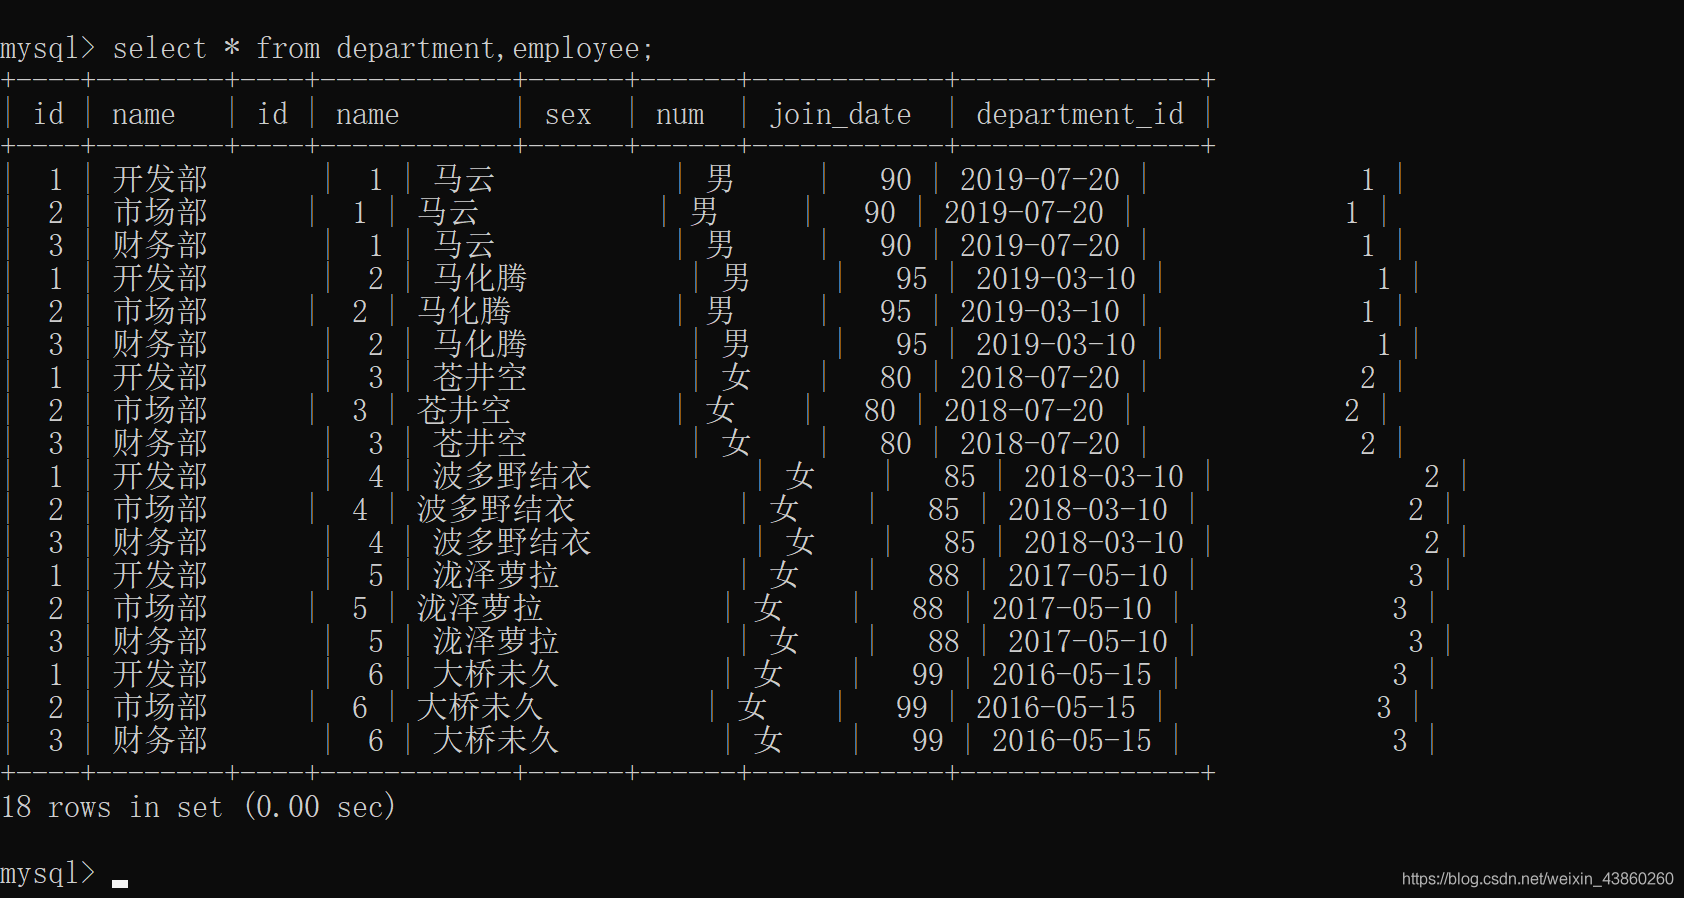 mysql> select * from department,employee;
+----+--------+----+------------+------+------+------------+---------------+
| id | name | id | name | sex | num | join_date | department_id |
+----+--------+----+------------+------+------+------------+---------------+
| 1 | 开发部 | 1 | 马云 | 男 | 90 | 2019-07-20 | 1 |
| 2 | 市场部 | 1 | 马云 | 男 | 90 | 2019-07-20 | 1 |
| 3 | 财务部 | 1 | 马云 | 男 | 90 | 2019-07-20 | 1 |
| 1 | 开发部 | 2 | 马化腾 | 男 | 95 | 2019-03-10 | 1 |
| 2 | 市场部 | 2 | 马化腾 | 男 | 95 | 2019-03-10 | 1 |
| 3 | 财务部 | 2 | 马化腾 | 男 | 95 | 2019-03-10 | 1 |
| 1 | 开发部 | 3 | 苍井空 | 女 | 80 | 2018-07-20 | 2 |
| 2 | 市场部 | 3 | 苍井空 | 女 | 80 | 2018-07-20 | 2 |
| 3 | 财务部 | 3 | 苍井空 | 女 | 80 | 2018-07-20 | 2 |
| 1 | 开发部 | 4 | 波多野结衣 | 女 | 85 | 2018-03-10 | 2 |
| 2 | 市场部 | 4 | 波多野结衣 | 女 | 85 | 2018-03-10 | 2 |
| 3 | 财务部 | 4 | 波多野结衣 | 女 | 85 | 2018-03-10 | 2 |
| 1 | 开发部 | 5 | 泷泽萝拉 | 女 | 88 | 2017-05-10 | 3 |
| 2 | 市场部 | 5 | 泷泽萝拉 | 女 | 88 | 2017-05-10 | 3 |
| 3 | 财务部 | 5 | 泷泽萝拉 | 女 | 88 | 2017-05-10 | 3 |
| 1 | 开发部 | 6 | 大桥未久 | 女 | 99 | 2016-05-15 | 3 |
| 2 | 市场部 | 6 | 大桥未久 | 女 | 99 | 2016-05-15 | 3 |
| 3 | 财务部 | 6 | 大桥未久 | 女 | 99 | 2016-05-15 | 3 |
+----+--------+----+------------+------+------+------------+---------------+
18 rows in set (0.00 sec)
mysql> _
https://blog.csdn.net/weixin_43860260